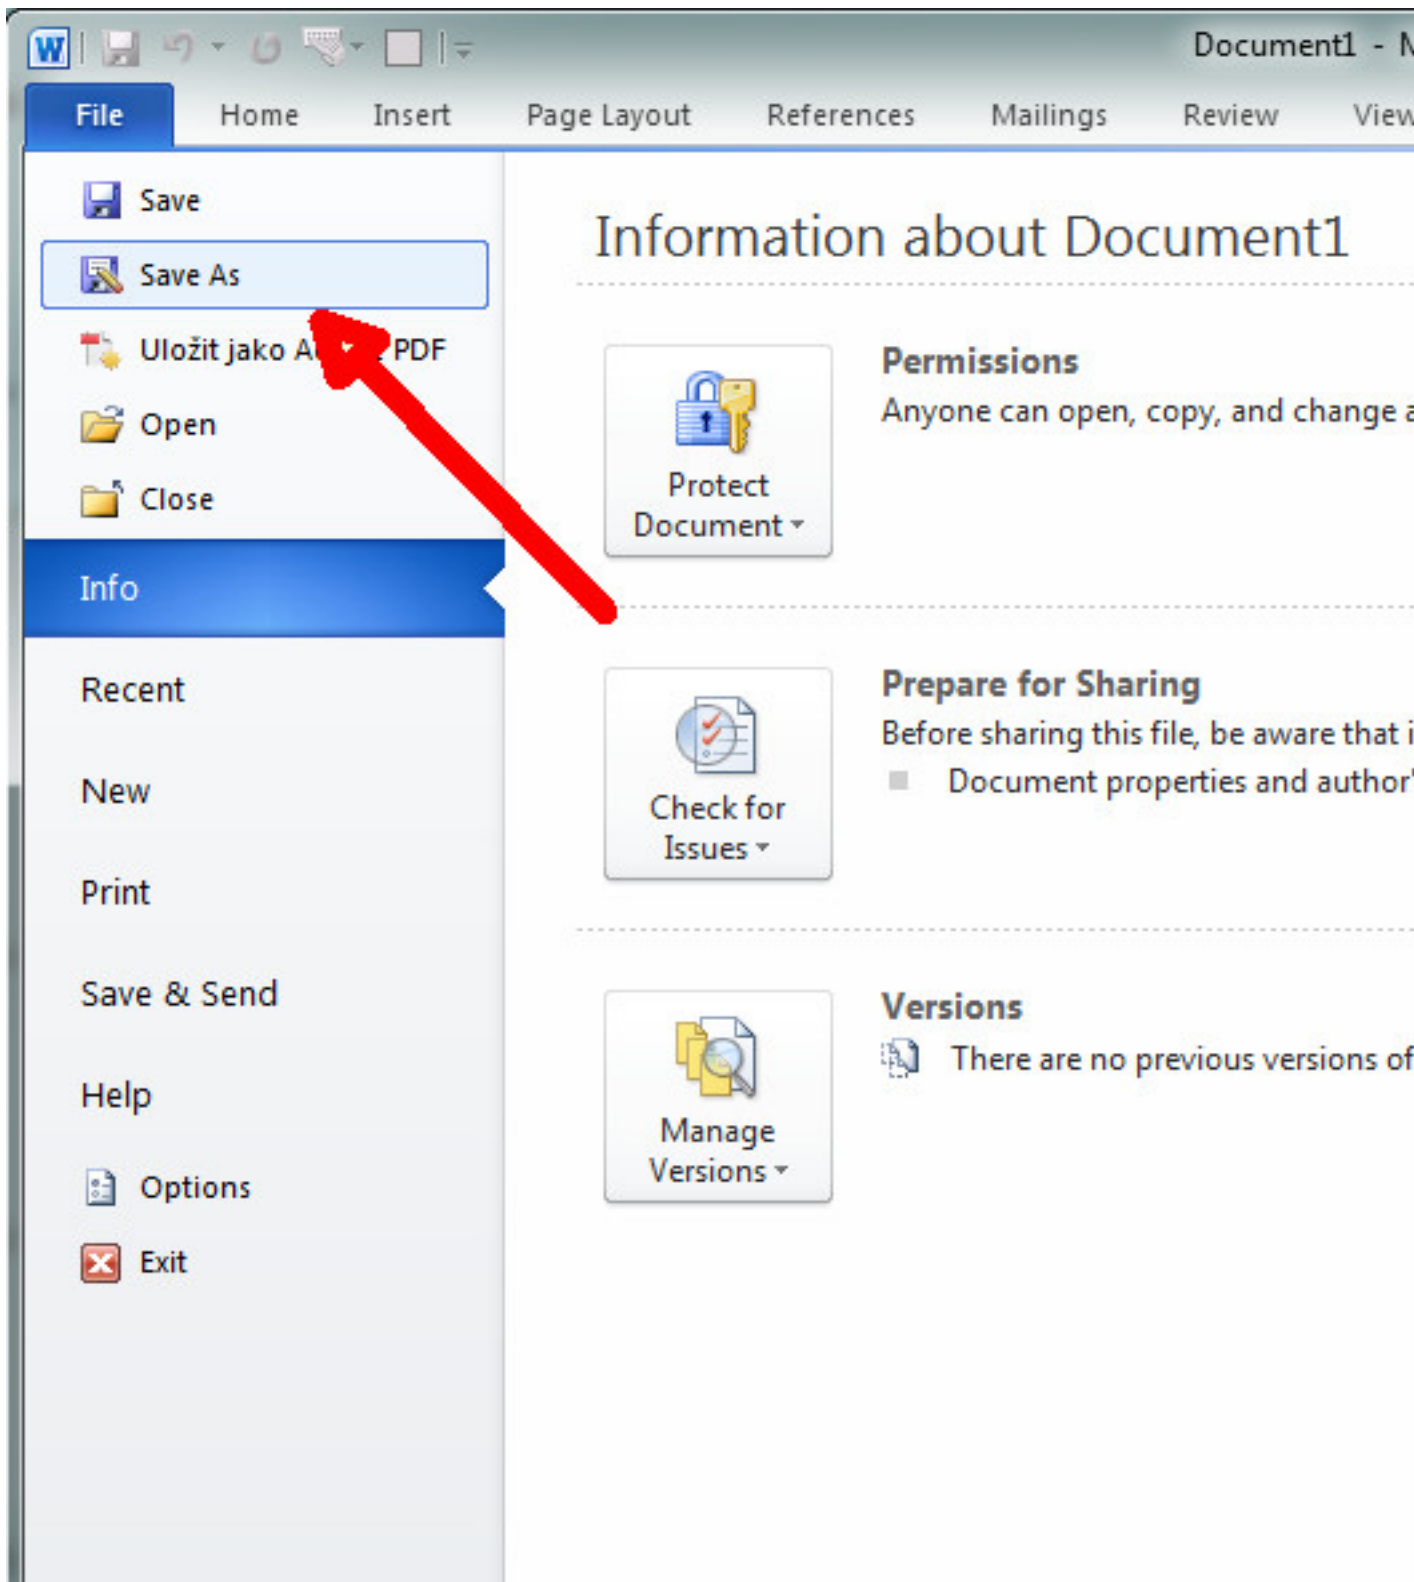 W
Document1 -
File Home Insert Page Layout References Mailings Review View
Save
Save As
Uložit jako PDF
Open
Close
Info
Recent
New
Print
Save & Send
Help
Options
Exit
Information about Document1
Protect
Document
Permissions
Anyone can open, copy, and change
Check for
Issues
Prepare for Sharing
Before sharing this file, be aware that
Document properties and author'
Manage
Versions
Versions
There are no previous versions of